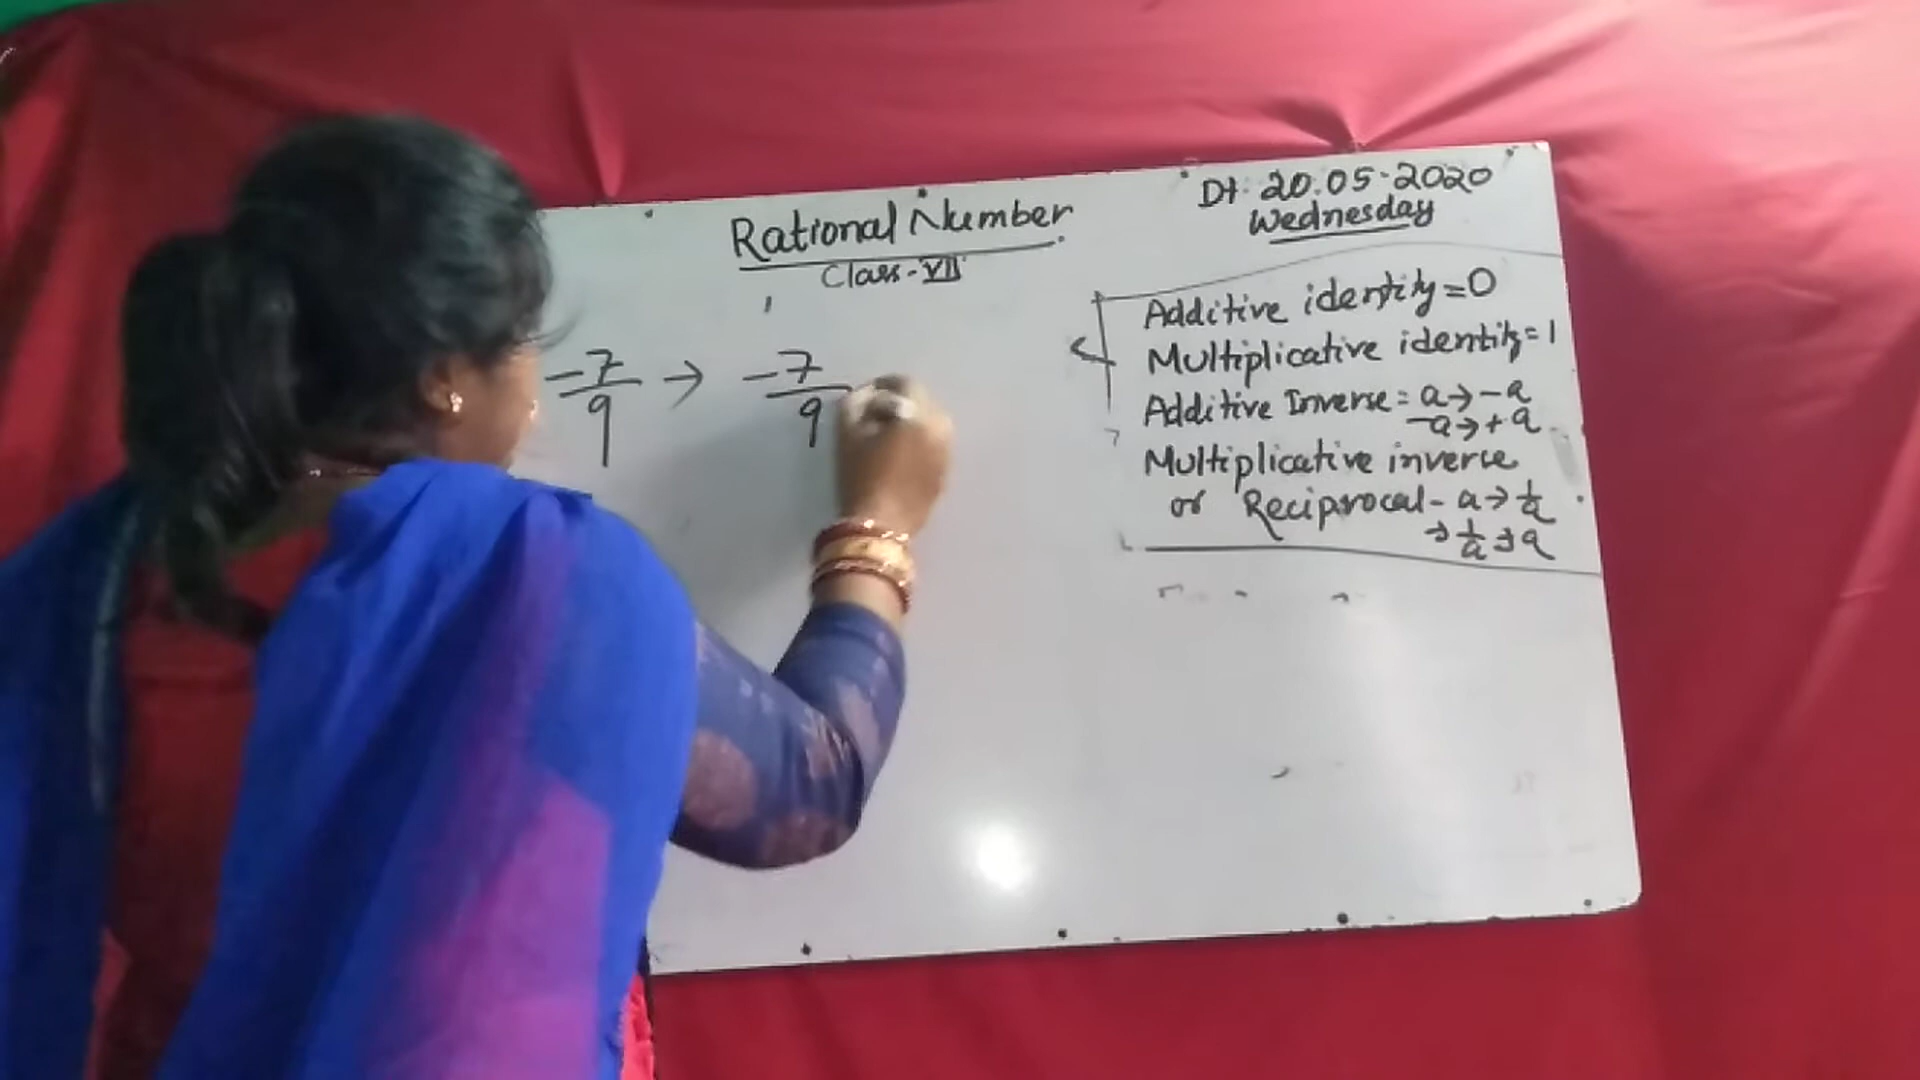 Rational Number
Class-VII
Dt: 20.05.2020
Wednesday
-7/9 → -7/9
Additive identity=0
Multiplicative identity=1
Additive Inverse= a→-a
-a→+a
Multiplicative inverse
or Reciprocal- a→1/a
→ 1/a→a